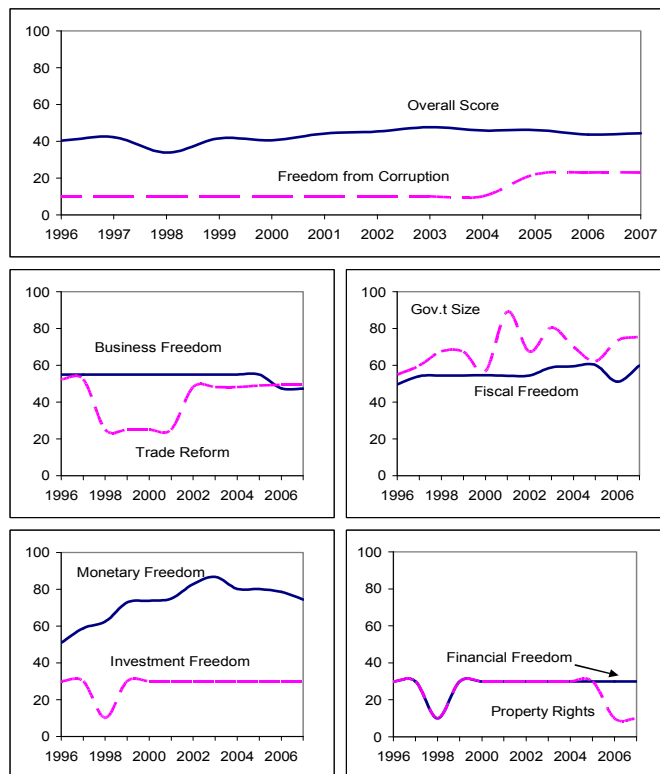 100
80
60
40
20
0
Overall Score
Freedom from Corruption
1996 1997 1998 1999 2000 2001 2002 2003 2004 2005 2006 2007
100
80
60
40
20
0
Business Freedom
Trade Reform
1996 1998 2000 2002 2004 2006
100
80
60
40
20
0
Gov.t Size
Fiscal Freedom
1996 1998 2000 2002 2004 2006
100
80
60
40
20
0
Monetary Freedom
Investment Freedom
1996 1998 2000 2002 2004 2006
100
80
60
40
20
0
Financial Freedom
Property Rights
1996 1998 2000 2002 2004 2006